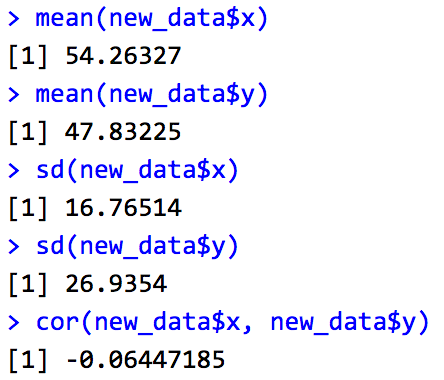 > mean(new_data$x)
[1] 54.26327
> mean(new_data$y)
[1] 47.83225
> sd(new_data$x)
[1] 16.76514
> sd(new_data$y)
[1] 26.9354
> cor(new_data$x, new_data$y)
[1] -0.06447185